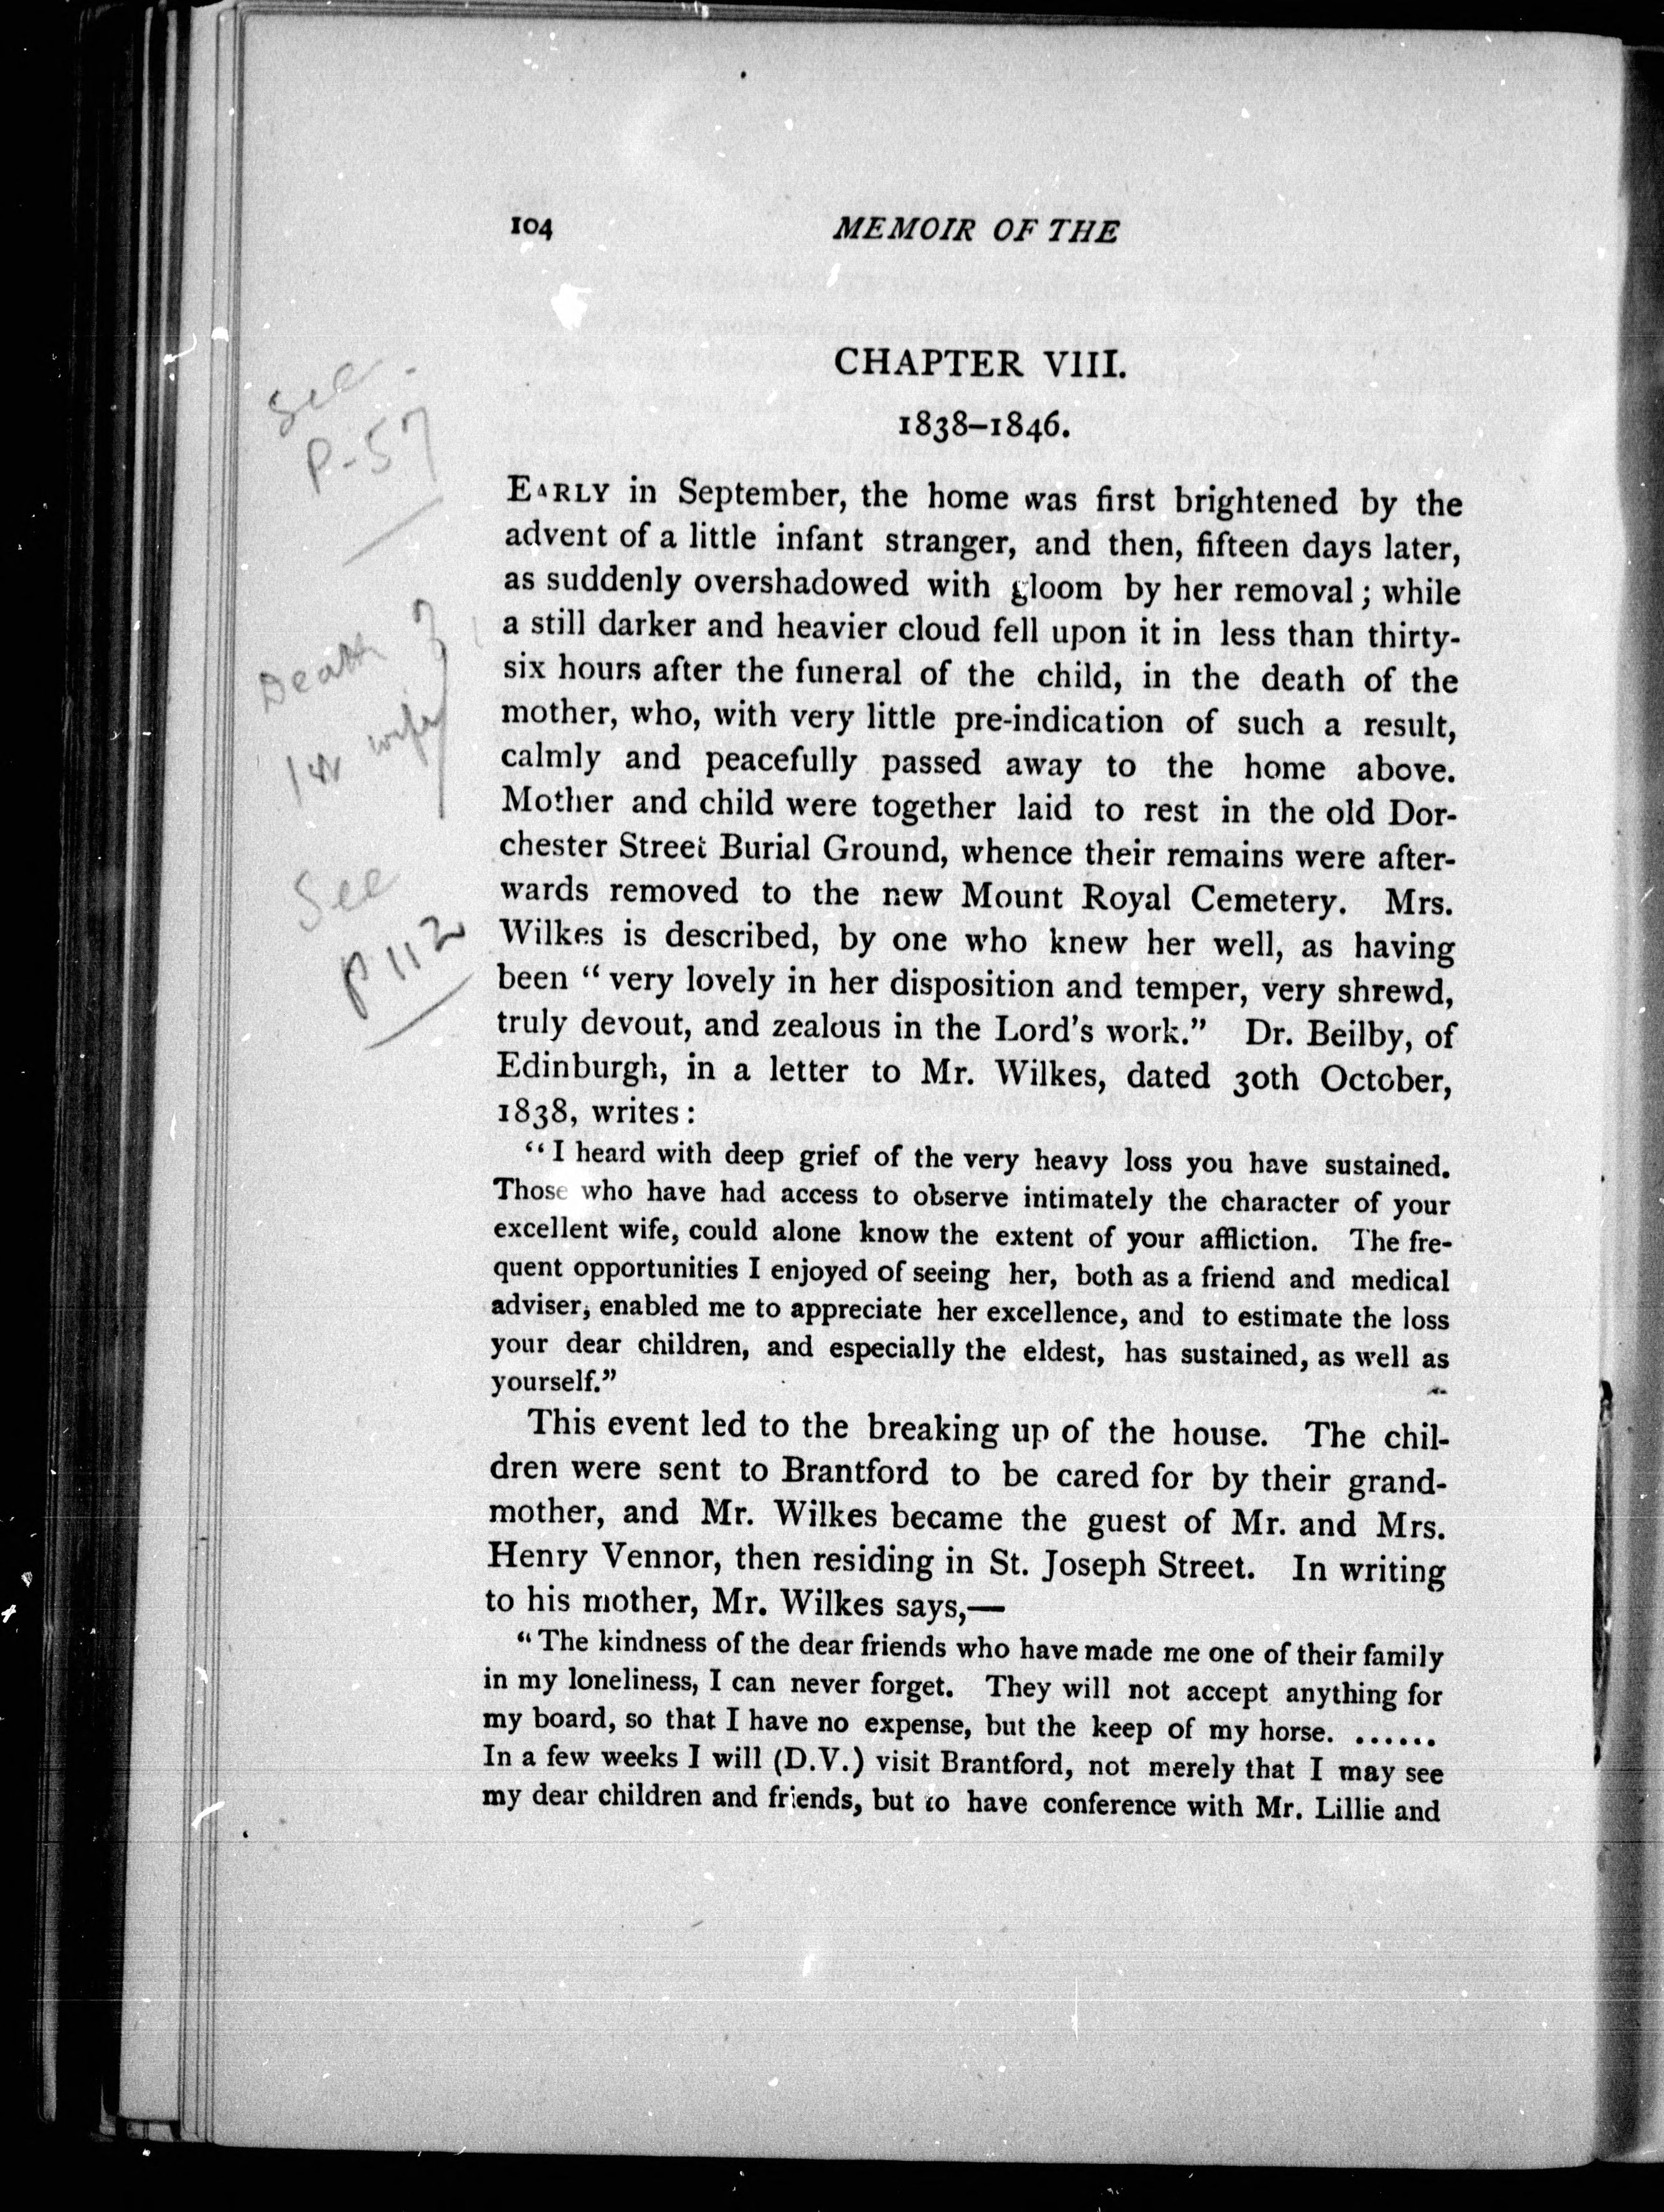 104 MEMOIR OF THE
CHAPTER VIII.
1838–1846.
EARLY in September, the home was first brightened by the
advent of a little infant stranger, and then, fifteen days later,
as suddenly overshadowed with gloom by her removal; while
a still darker and heavier cloud fell upon it in less than thirty-
six hours after the funeral of the child, in the death of the
mother, who, with very little pre-indication of such a result,
calmly and peacefully passed away to the home above.
Mother and child were together laid to rest in the old Dor-
chester Street Burial Ground, whence their remains were after-
wards removed to the new Mount Royal Cemetery. Mrs.
Wilkes is described, by one who knew her well, as having
been “very lovely in her disposition and temper, very shrewd,
truly devout, and zealous in the Lord’s work.” Dr. Beilby, of
Edinburgh, in a letter to Mr. Wilkes, dated 30th October,
1838, writes:
“I heard with deep grief of the very heavy loss you have sustained.
Those who have had access to observe intimately the character of your
excellent wife, could alone know the extent of your affliction. The fre-
quent opportunities I enjoyed of seeing her, both as a friend and medical
adviser, enabled me to appreciate her excellence, and to estimate the loss
your dear children, and especially the eldest, has sustained, as well as
yourself.”
This event led to the breaking up of the house. The chil-
dren were sent to Brantford to be cared for by their grand-
mother, and Mr. Wilkes became the guest of Mr. and Mrs.
Henry Vennor, then residing in St. Joseph Street. In writing
to his mother, Mr. Wilkes says,—
“The kindness of the dear friends who have made me one of their family
in my loneliness, I can never forget. They will not accept anything for
my board, so that I have no expense, but the keep of my horse. ......
In a few weeks I will (D.V.) visit Brantford, not merely that I may see
my dear children and friends, but to have conference with Mr. Lillie and
See
P-57
Death of
1st wife
See
P 112